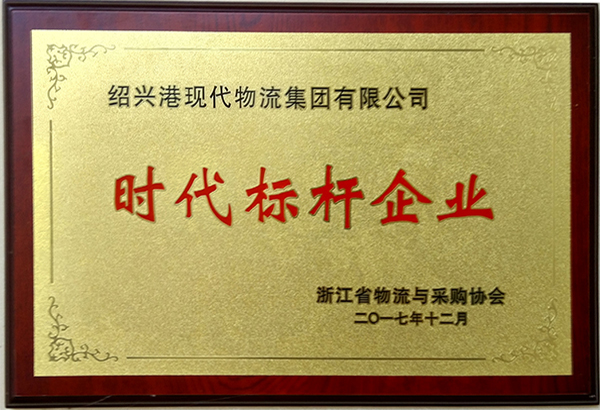 绍兴港现代物流集团有限公司
时代标杆企业
浙江省物流与采购协会
二〇一七年十二月